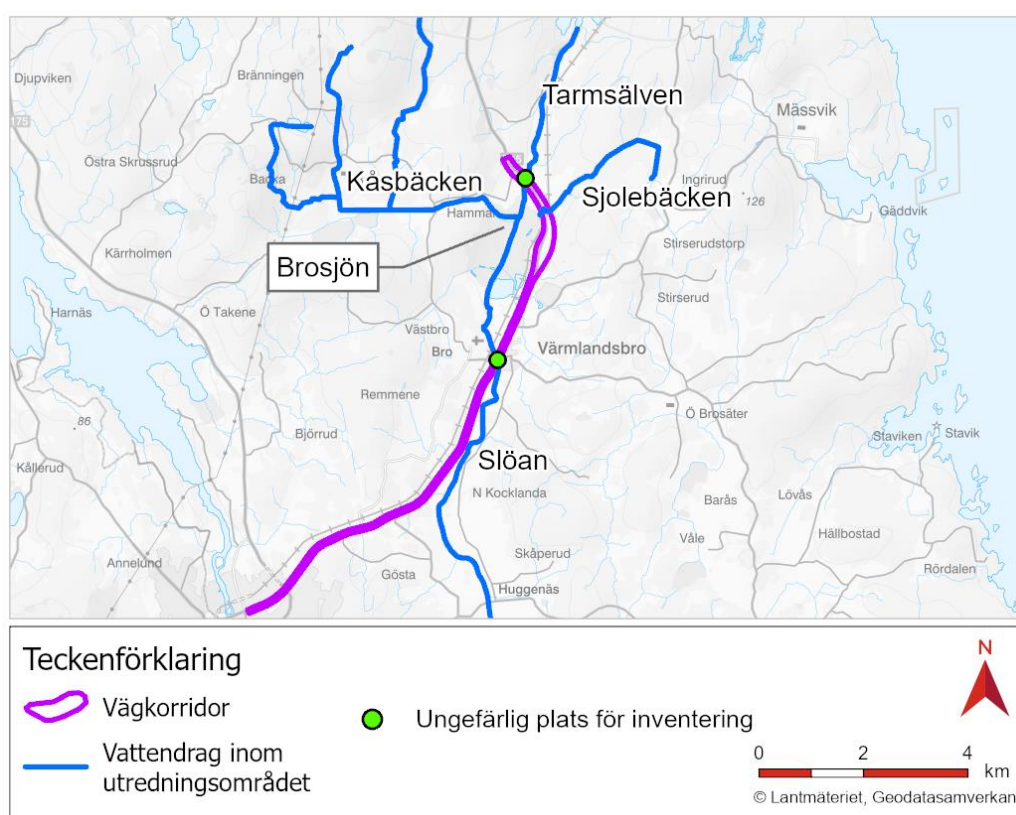 Djupviken
Bränningen
Tarmsälven
Mässvik
175
Östra Skrussrud
Backa
Kåsbäcken
Sjolebäcken
Ingrirud
126
Hammar
Gäddvik
Kärrholmen
Brosjön
Stirserudstorp
Harnäs
Ö Takene
Stirserud
Västbro
Bro
Värmlandsbro
Remmene
Ö Brosäter
86
Björrud
Staviken
Stavik
Kållerud
Slöan
N Kocklanda
Barås
Lövås
Hällbostad
Våle
Annelund
Gösta
Skåperud
Huggenäs
Rördalen
Teckenförklaring
Vägkorridor
Vattendrag inom
utredningsområdet
Ungefärlig plats för inventering
N
0 2 4
km
© Lantmäteriet, Geodatasamverkan